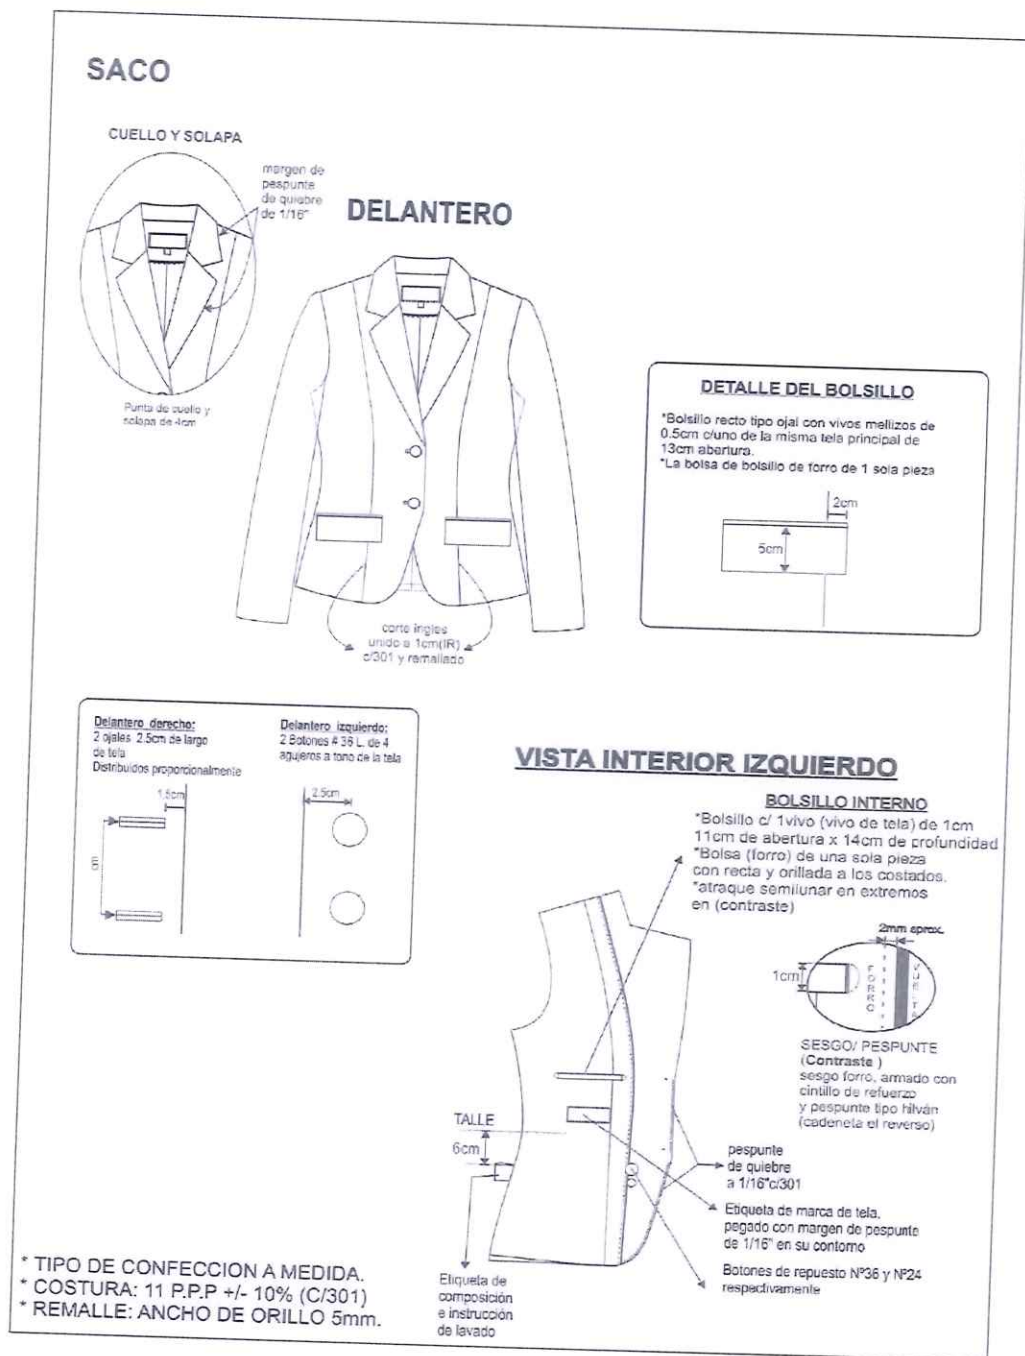 SACO
CUELLO Y SOLAPA
margen de
pespunte
de quiebre
de 1/16"
DELANTERO
Punta de cuello y
solapa de 4cm
corte ingles
unido a 1cm(IR)
c/301 y remallado
DETALLE DEL BOLSILLO
*Bolsillo recto tipo ojal con vivos mellizos de
0.5cm c/uno de la misma tela principal de
13cm abertura.
*La bolsa de bolsillo de forro de 1 sola pieza
2cm
5cm
Delantero derecho:
2 ojales 2.5cm de largo
de tela
Distribuidos proporcionalmente
1.5cm
Delantero izquierdo:
2 Botones # 36 L. de 4
agujeros a tono de la tela
2.5cm
VISTA INTERIOR IZQUIERDO
BOLSILLO INTERNO
*Bolsillo c/ 1vivo (vivo de tela) de 1cm
11cm de abertura x 14cm de profundidad
*Bolsa (forro) de una sola pieza
con recta y orillada a los costados.
*atraque semilunar en extremos
en (contraste)
2mm aprox.
1cm
FORRO
VUELTA
SESGO/ PESPUNTE
(Contraste )
sesgo forro, armado con
cintillo de refuerzo
y pespunte tipo hilván
(cadeneta el reverso)
TALLE
6cm
pespunte
de quiebre
a 1/16"c/301
Etiqueta de marca de tela,
pegado con margen de pespunte
de 1/16" en su contorno
Botones de repuesto Nº36 y Nº24
respectivamente
Etiqueta de
composición
e instrucción
de lavado
* TIPO DE CONFECCION A MEDIDA.
* COSTURA: 11 P.P.P +/- 10% (C/301)
* REMALLE: ANCHO DE ORILLO 5mm.